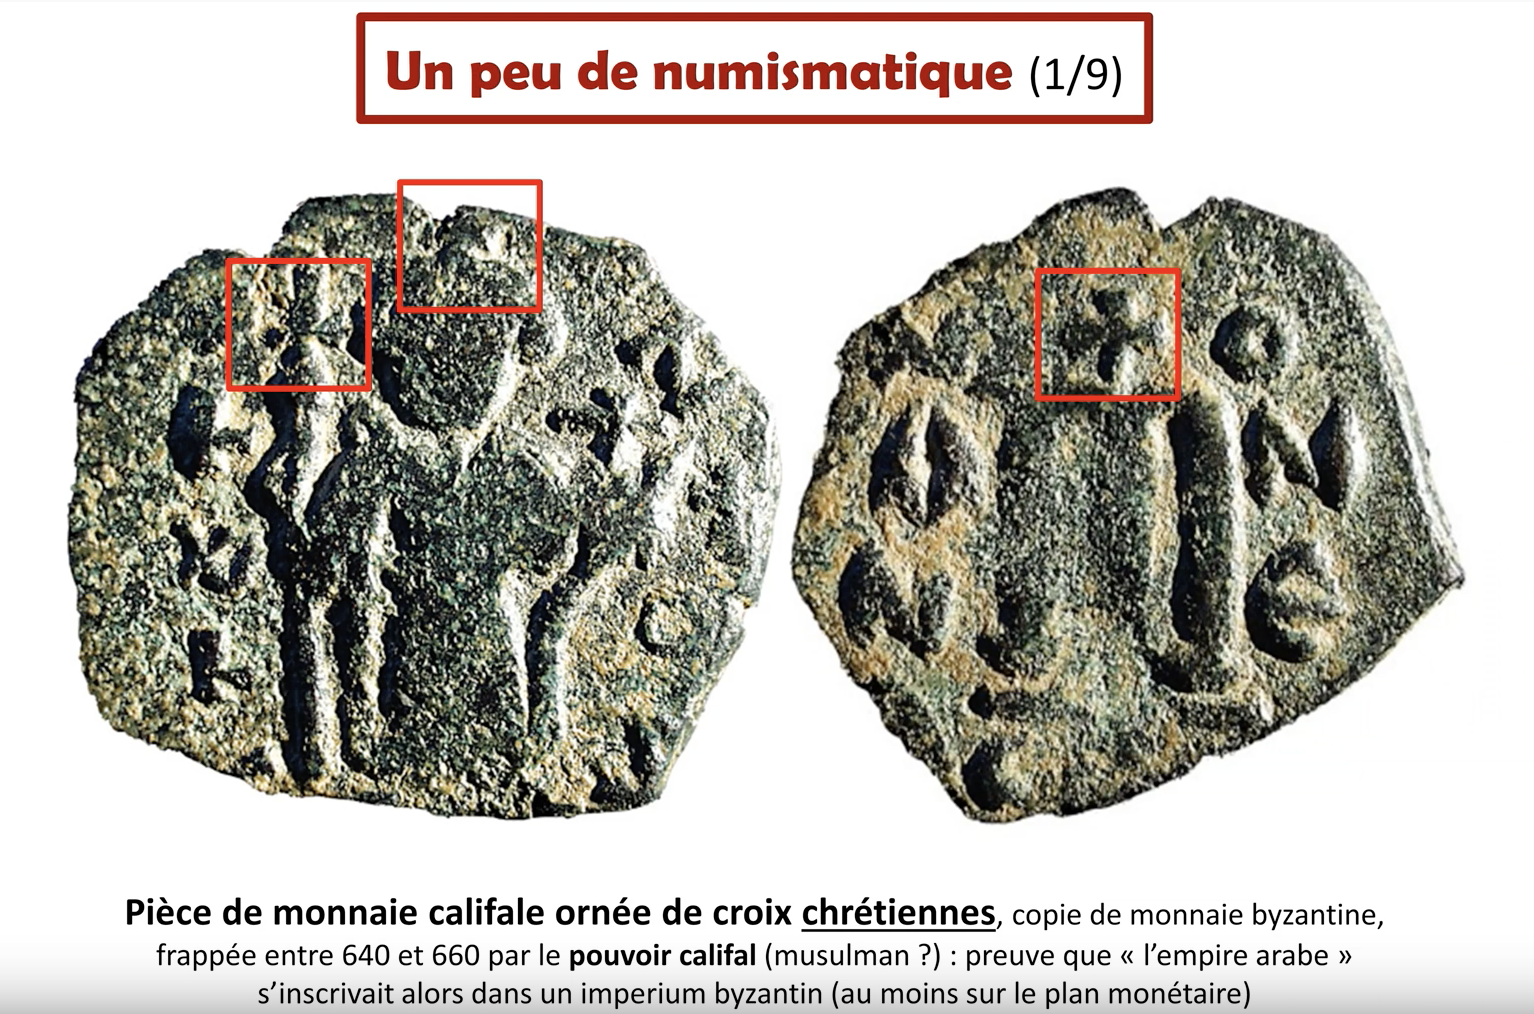 Un peu de numismatique (1/9)
Pièce de monnaie califale ornée de croix chrétiennes, copie de monnaie byzantine,
frappée entre 640 et 660 par le pouvoir califal (musulman ?) : preuve que « l’empire arabe »
s’inscrivait alors dans un imperium byzantin (au moins sur le plan monétaire)